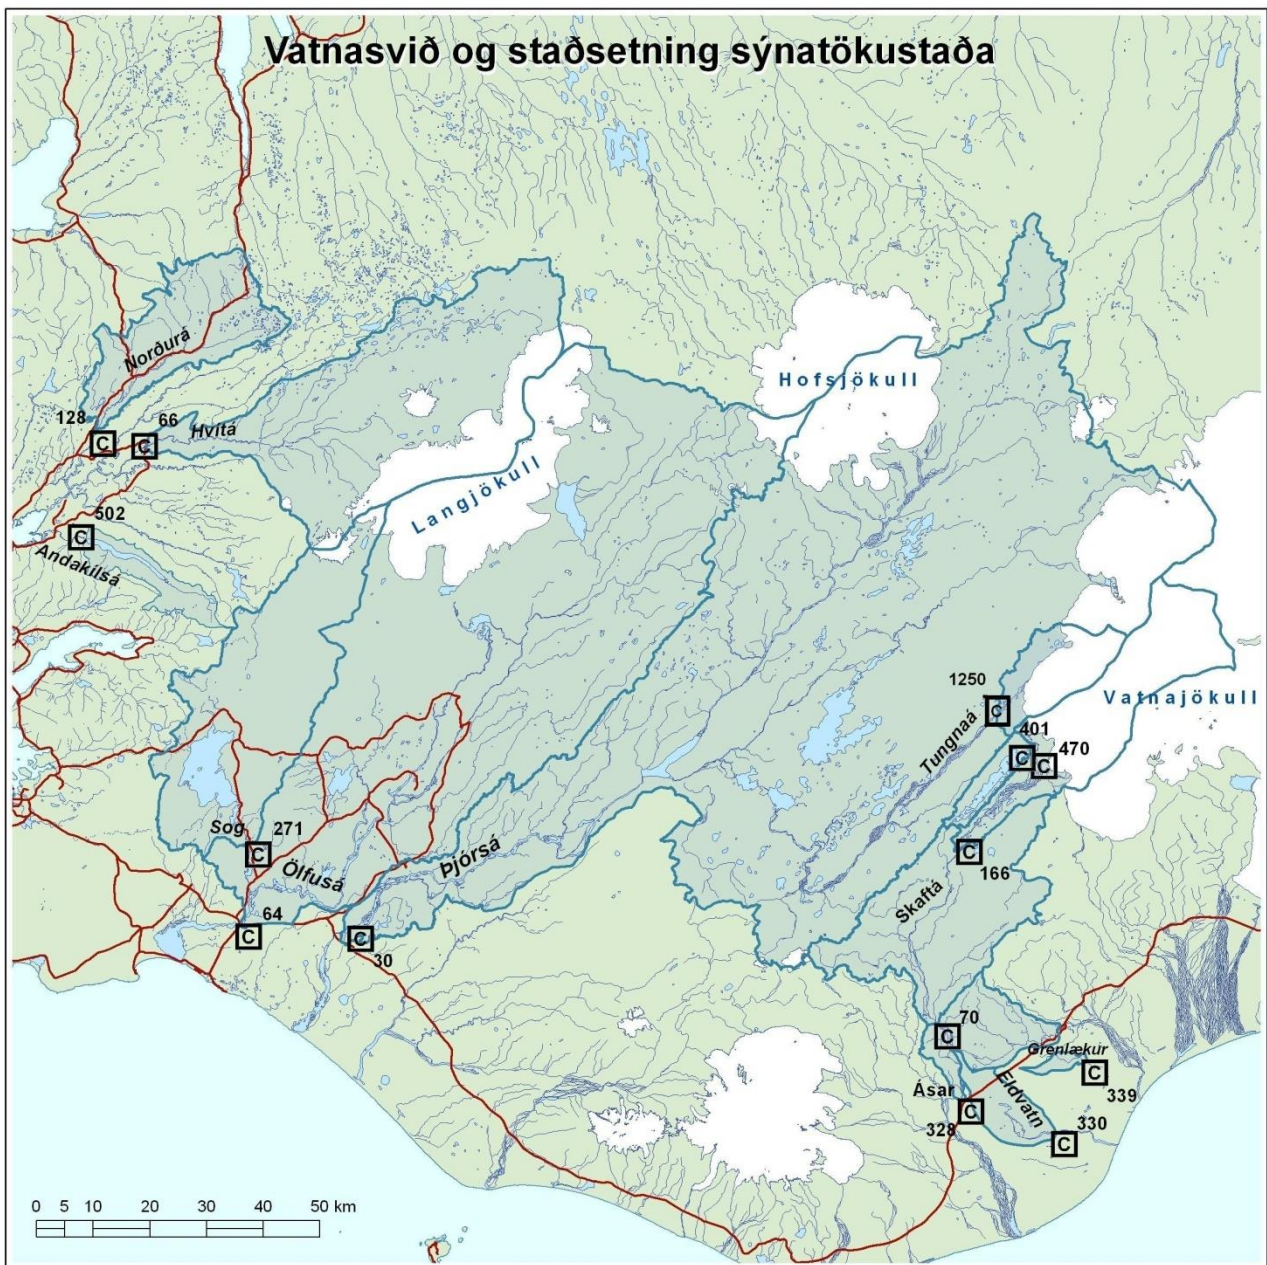 Vatnasvið og staðsetning sýnatökustaða
Norðurá
Hofsjökull
128
66
Hvítá
C
C
Langjökull
502
C
Andakílsá
1250
Vatnajökull
C
Tungnaá
401
470
C
C
Sog
271
C
Ölfusá
Þjórsá
C
166
Skaftá
64
C
C
30
70
C
Grenlækur
C
339
Ásar
Eldvatn
C
328
330
C
0 5 10 20 30 40 50 km